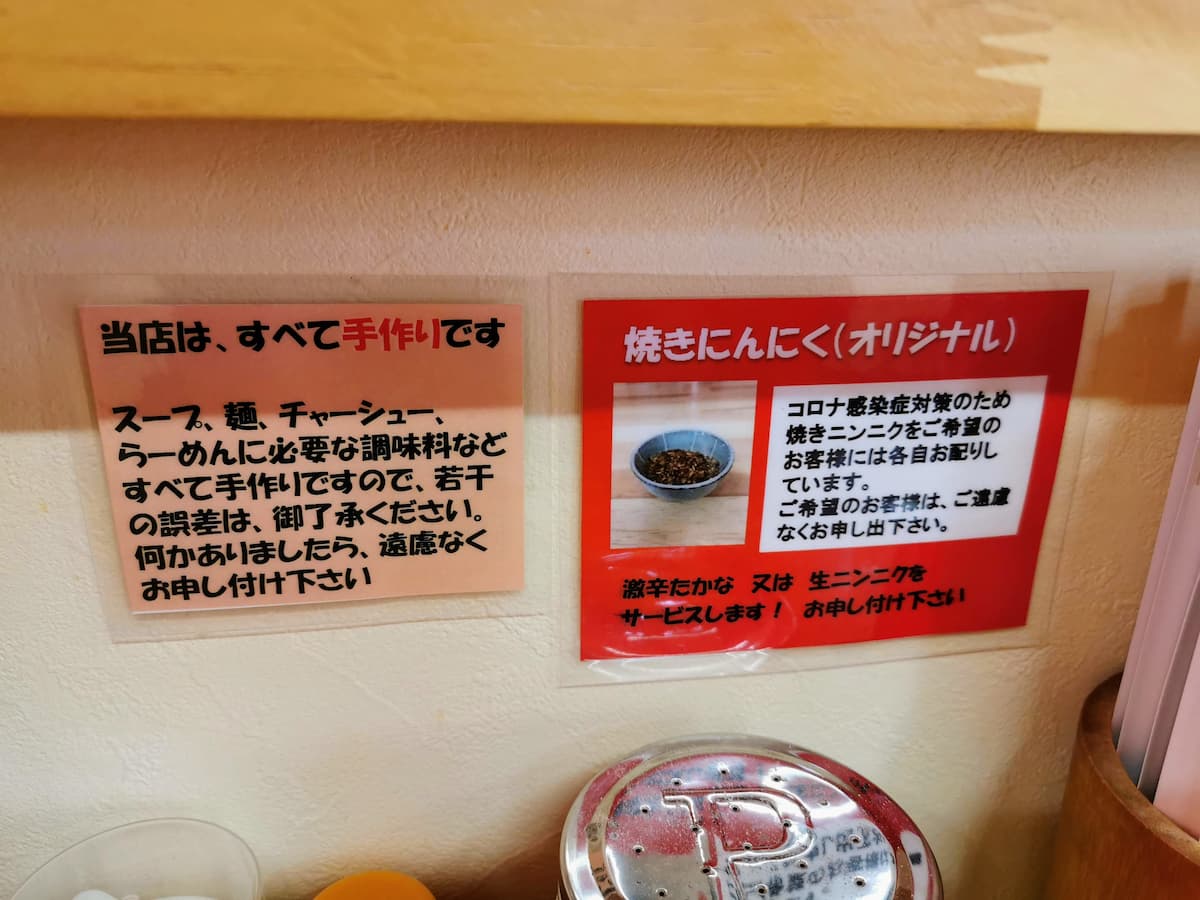 当店は、すべて手作りです
スープ、麺、チャーシュー、
らーめんに必要な調味料など
すべて手作りですので、若干
の誤差は、御了承ください。
何かありましたら、遠慮なく
お申し付け下さい
焼きにんにく(オリジナル)
コロナ感染症対策のため
焼きニンニクをご希望の
お客様には各自お配りし
ています。
ご希望のお客様は、ご遠慮
なくお申し出下さい。
激辛たかな 又は 生ニンニクを
サービスします! お申し付け下さい
P